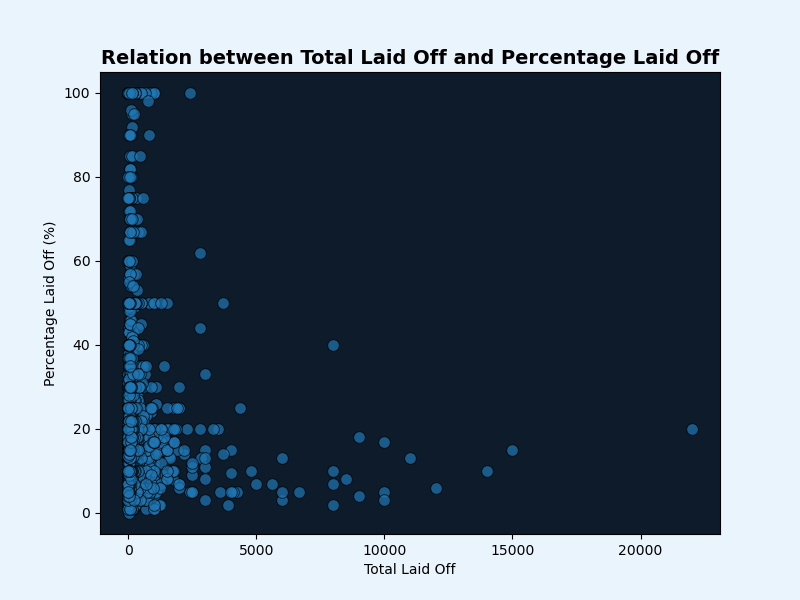 Relation between Total Laid Off and Percentage Laid Off
100
80
60
40
20
0
Percentage Laid Off (%)
0 5000 10000 15000 20000
Total Laid Off